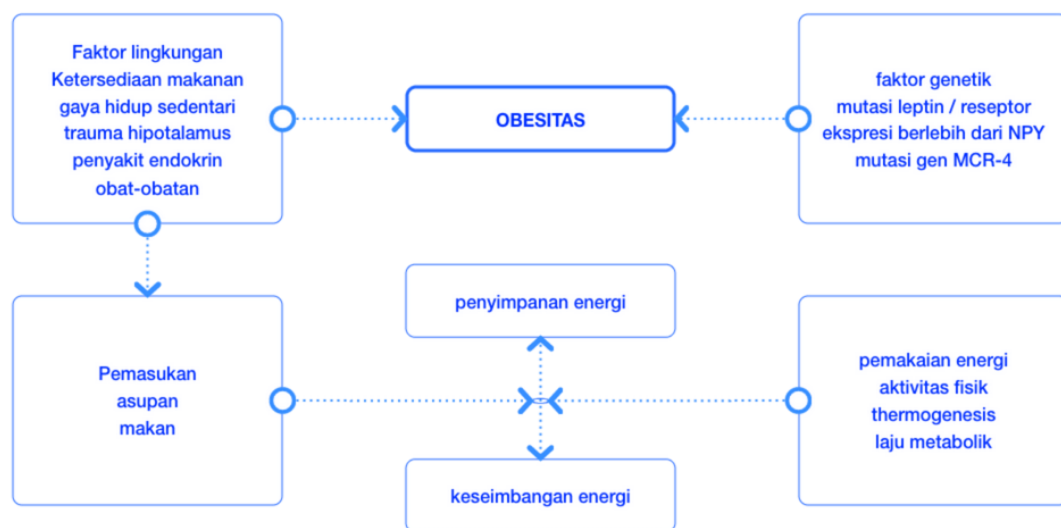 Faktor lingkungan
Ketersediaan makanan
gaya hidup sedentari
trauma hipotalamus
penyakit endokrin
obat-obatan
OBESITAS
faktor genetik
mutasi leptin / reseptor
ekspresi berlebih dari NPY
mutasi gen MCR-4
Pemasukan
asupan
makan
penyimpanan energi
keseimbangan energi
pemakaian energi
aktivitas fisik
thermogenesis
laju metabolik